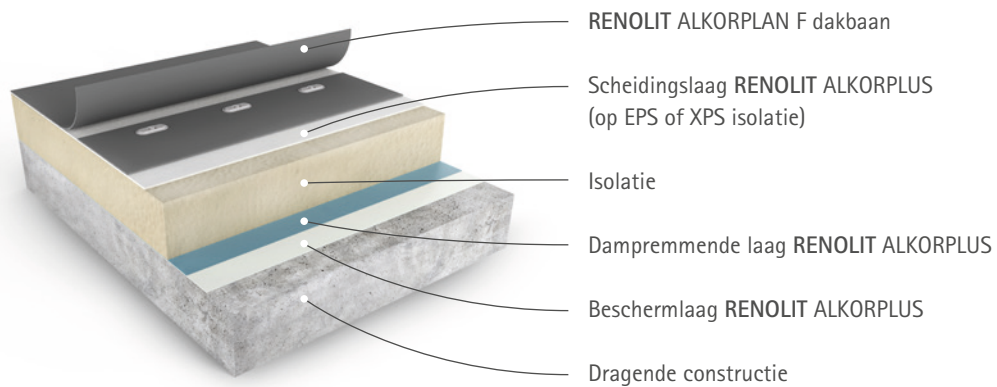 RENOLIT ALKORPLAN F dakbaan
Scheidingslaag RENOLIT ALKORPLUS
(op EPS of XPS isolatie)
Isolatie
Dampremmende laag RENOLIT ALKORPLUS
Beschermlaag RENOLIT ALKORPLUS
Dragende constructie